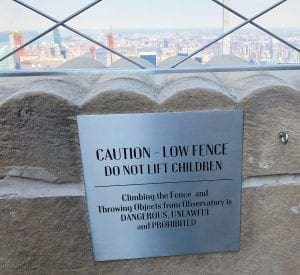 CAUTION - LOW FENCE
DO NOT LIFT CHILDREN
Climbing the Fence and
Throwing Objects from Observatory is
DANGEROUS, UNLAWFUL
and PROHIBITED